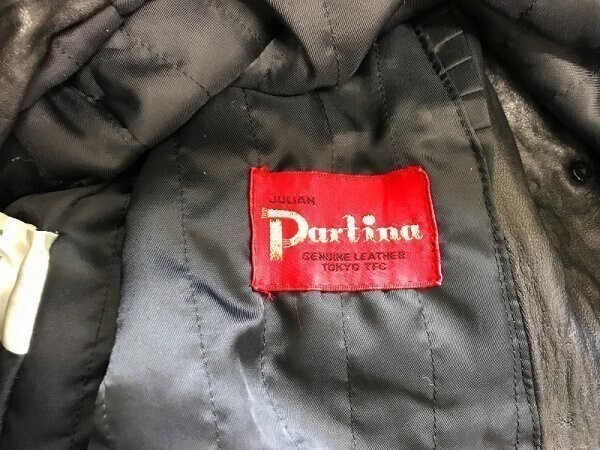 JULIAN
Partina
GENUINE LEATHER
TOKYO TFC